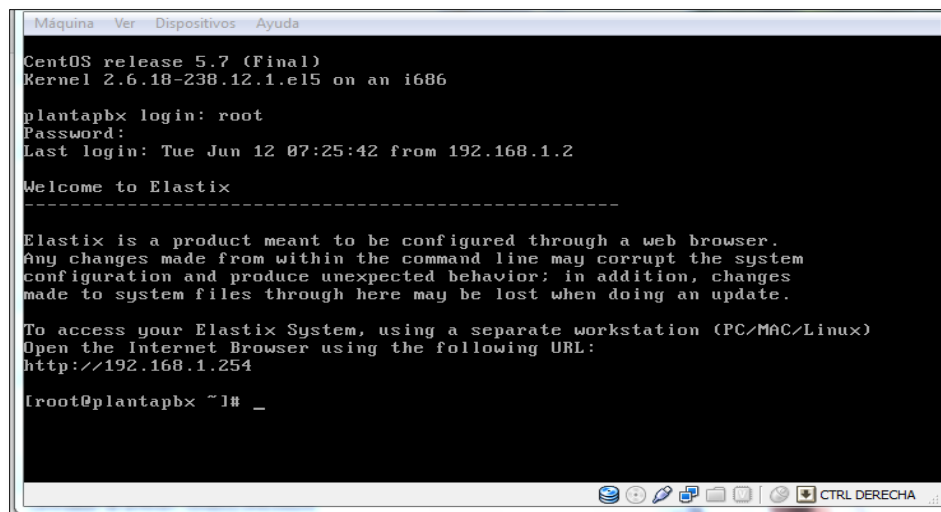 Máquina Ver Dispositivos Ayuda
CentOS release 5.7 (Final)
Kernel 2.6.18-238.12.1.el5 on an i686
plantapbx login: root
Password:
Last login: Tue Jun 12 07:25:42 from 192.168.1.2
Welcome to Elastix
----------------------------------------------------
Elastix is a product meant to be configured through a web browser.
Any changes made from within the command line may corrupt the system
configuration and produce unexpected behavior; in addition, changes
made to system files through here may be lost when doing an update.
To access your Elastix System, using a separate workstation (PC/MAC/Linux)
Open the Internet Browser using the following URL:
http://192.168.1.254
[root@plantapbx ~]# _
CTRL DERECHA